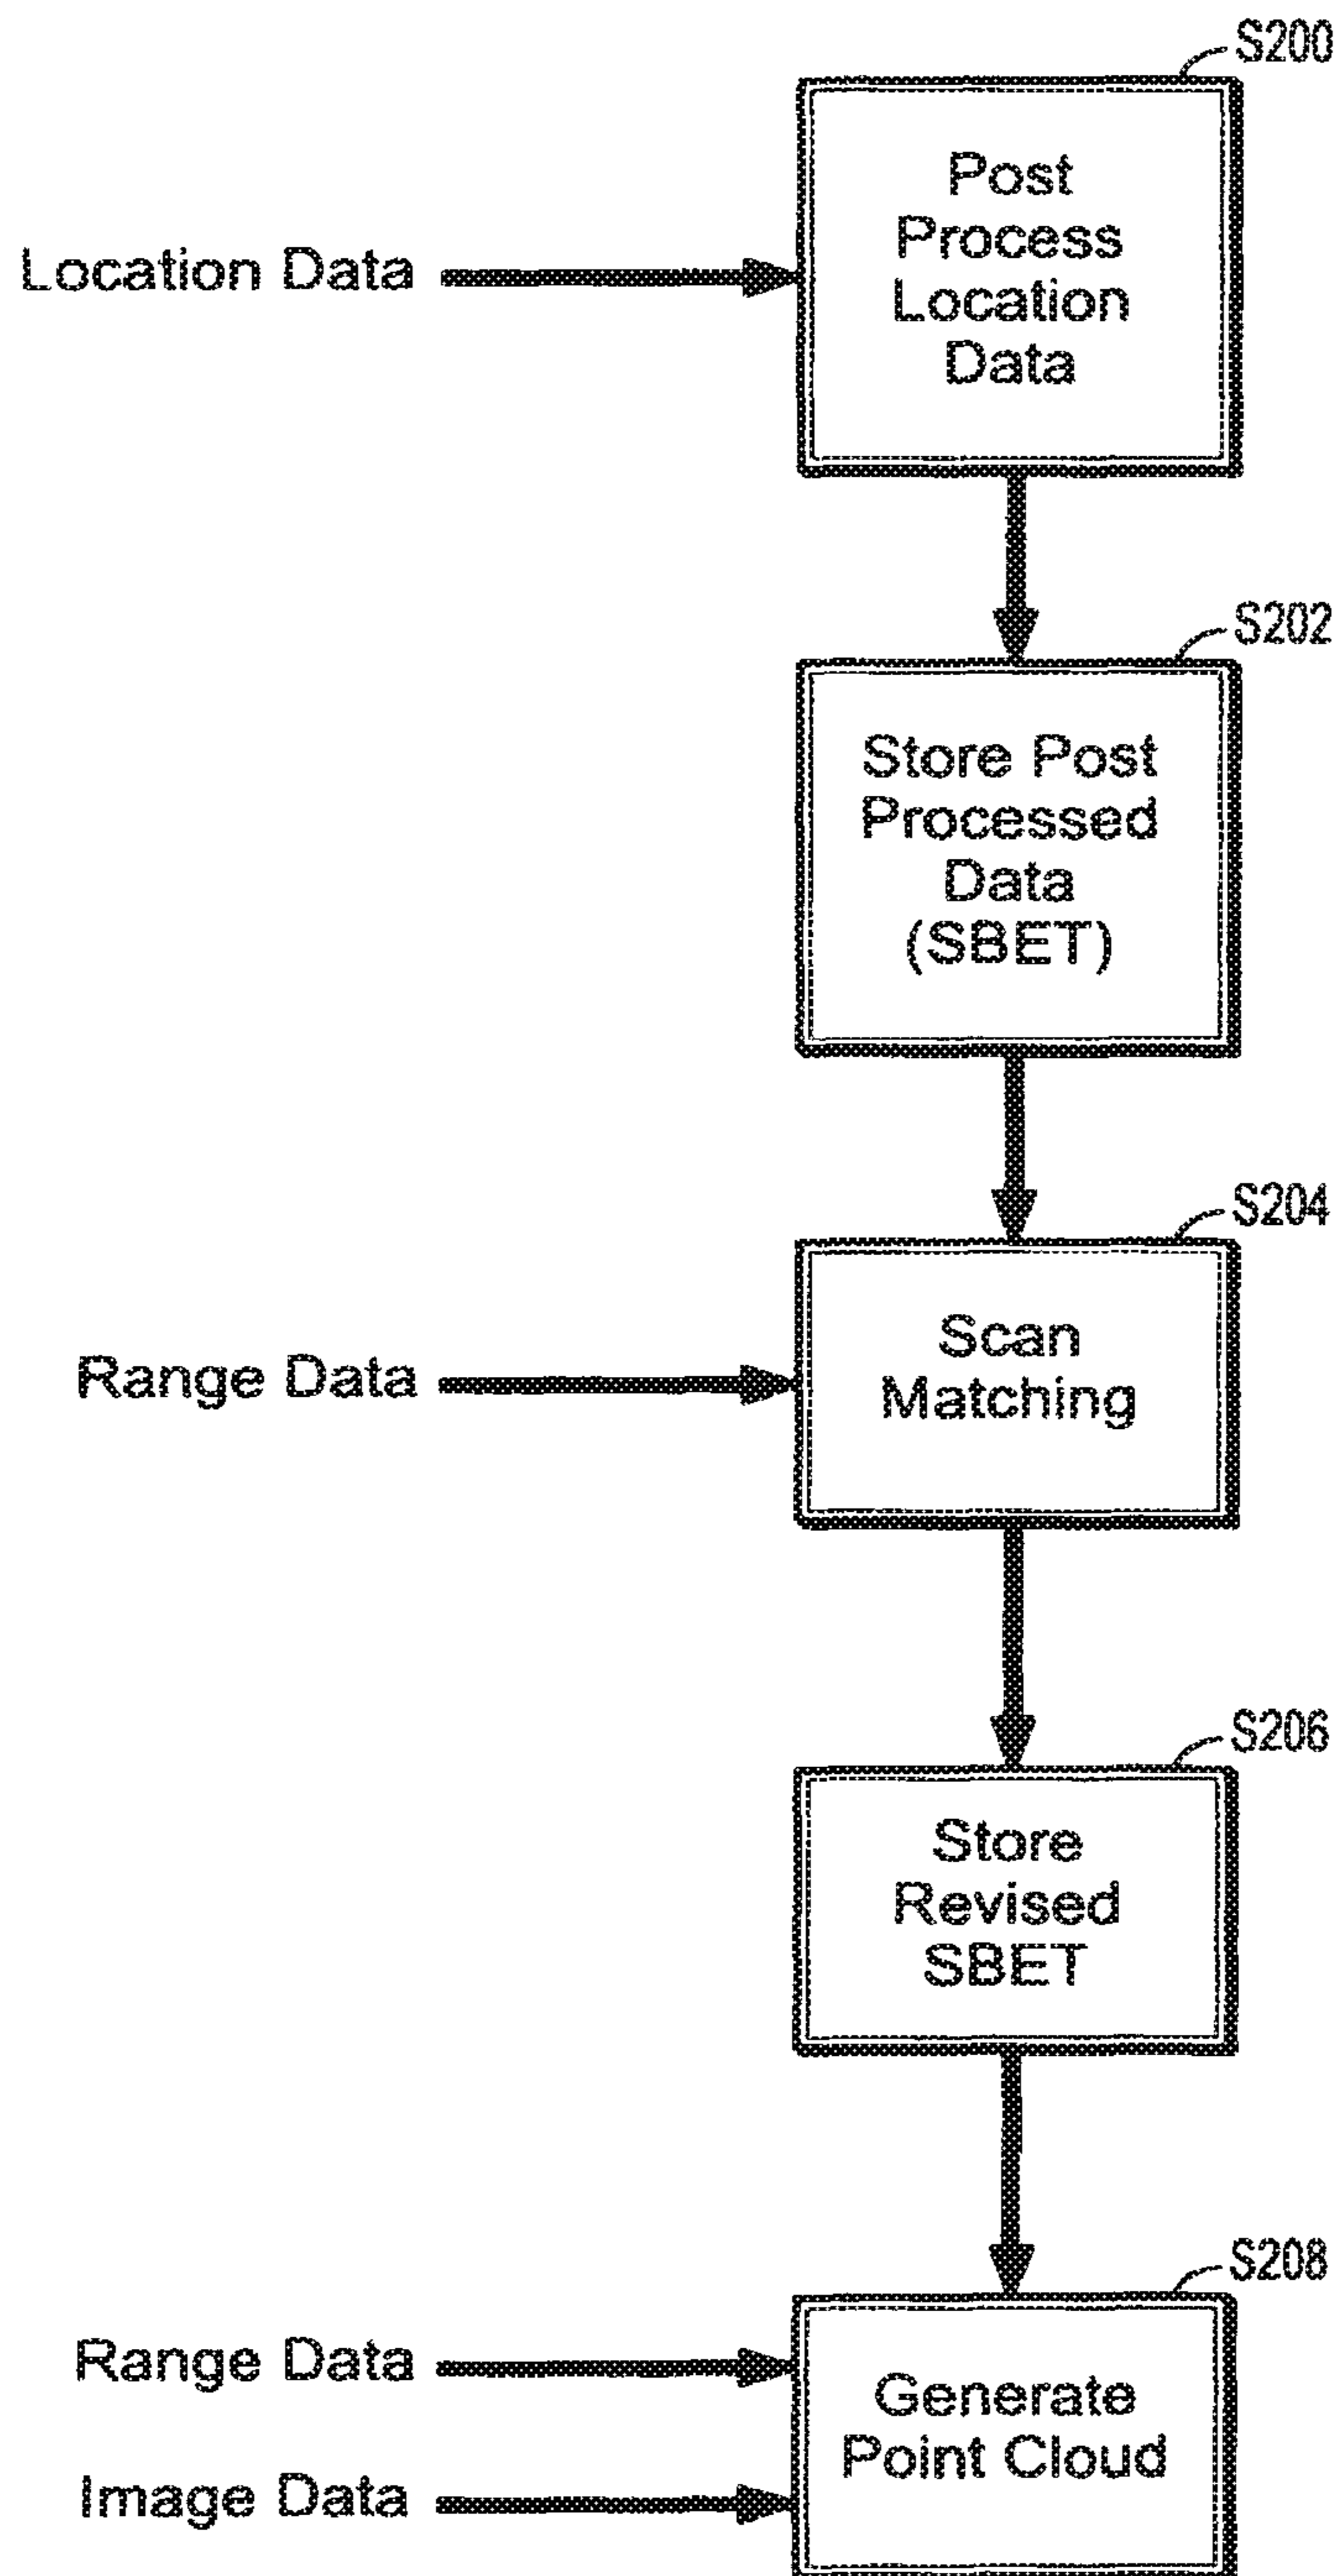 S200
Post
Process
Location
Data
Location Data
S202
Store Post
Processed
Data
(SBET)
S204
Scan
Matching
Range Data
S206
Store
Revised
SBET
S208
Range Data
Generate
Point Cloud
Image Data